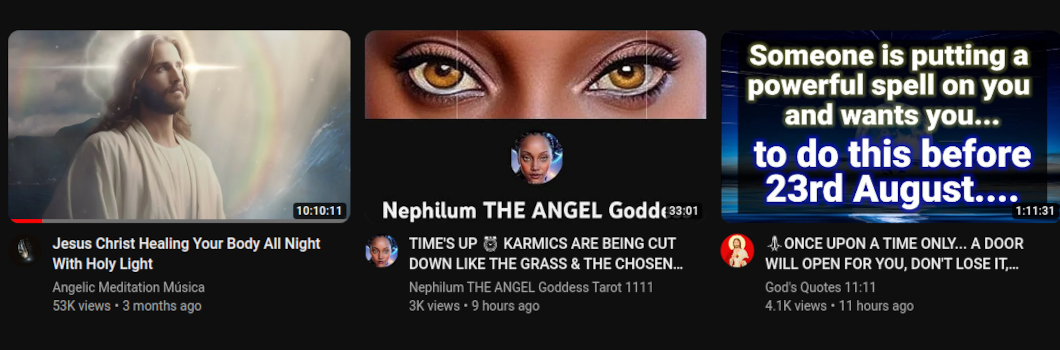 10:10:11
Jesus Christ Healing Your Body All Night
With Holy Light
Angelic Meditation Música
53K views • 3 months ago
Nephilum THE ANGEL Godde
33:01
TIME'S UP ⏰ KARMICS ARE BEING CUT
DOWN LIKE THE GRASS & THE CHOSEN...
Nephilum THE ANGEL Goddess Tarot 1111
3K views • 9 hours ago
Someone is putting a
powerful spell on you
and wants you...
to do this before
23rd August....
1:11:31
ONCE UPON A TIME ONLY... A DOOR
WILL OPEN FOR YOU, DON'T LOSE IT,...
God's Quotes 11:11
4.1K views • 11 hours ago